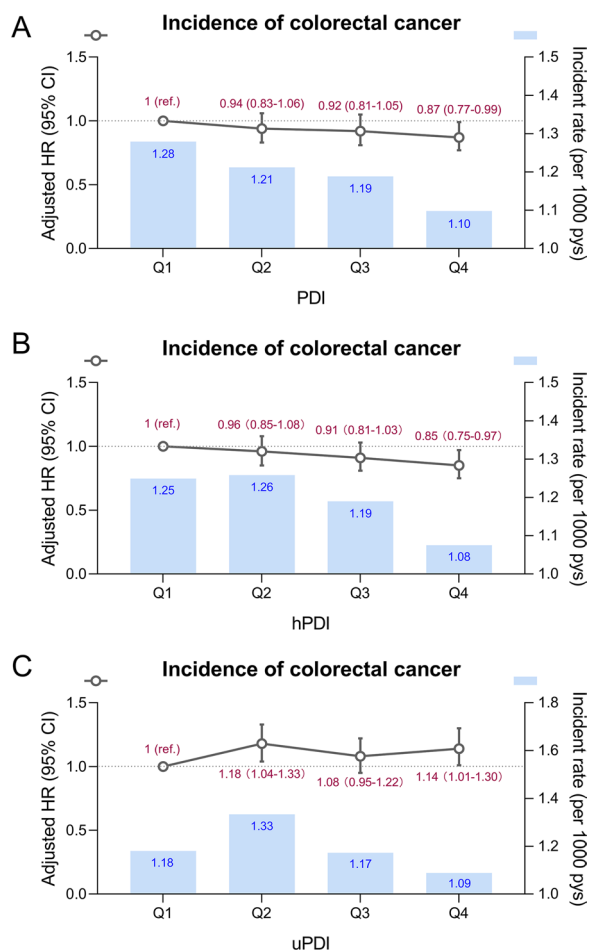 A
Incidence of colorectal cancer
Adjusted HR (95% CI)
1.5
1.0
0.5
0.0
1 (ref.)
0.94 (0.83-1.06)
0.92 (0.81-1.05)
0.87 (0.77-0.99)
1.28
1.21
1.19
1.10
1.5
1.4
1.3
1.2
1.1
1.0
Incident rate (per 1000 pys)
Q1
Q2
Q3
Q4
PDI
B
Incidence of colorectal cancer
Adjusted HR (95% CI)
1.5
1.0
0.5
0.0
1 (ref.)
0.96（0.85-1.08）
0.91（0.81-1.03）
0.85（0.75-0.97）
1.25
1.26
1.19
1.08
1.5
1.4
1.3
1.2
1.1
1.0
Incident rate (per 1000 pys)
Q1
Q2
Q3
Q4
hPDI
C
Incidence of colorectal cancer
Adjusted HR (95% CI)
1.5
1.0
0.5
0.0
1 (ref.)
1.18（1.04-1.33）
1.08（0.95-1.22）
1.14（1.01-1.30）
1.18
1.33
1.17
1.09
1.8
1.6
1.4
1.2
1.0
Incident rate (per 1000 pys)
Q1
Q2
Q3
Q4
uPDI